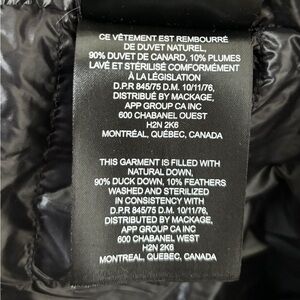 CE VÊTEMENT EST REMBOURRÉ
DE DUVET NATUREL,
90% DUVET DE CANARD, 10% PLUMES
LAVÉ ET STÉRILISÉ CONFORMÉMENT
À LA LÉGISLATION
D.P.R 845/75 D.M. 10/11/76,
DISTRIBUÉ BY MACKAGE,
APP GROUP CA INC
600 CHABANEL OUEST
H2N 2K6
MONTRÉAL, QUÉBEC, CANADA
THIS GARMENT IS FILLED WITH
NATURAL DOWN,
90% DUCK DOWN, 10% FEATHERS
WASHED AND STERILIZED
IN CONSISTENCY WITH
D.P.R 845/75 D.M. 10/11/76,
DISTRIBUTED BY MACKAGE,
APP GROUP CA INC
600 CHABANEL WEST
H2N 2K6
MONTREAL, QUEBEC, CANADA